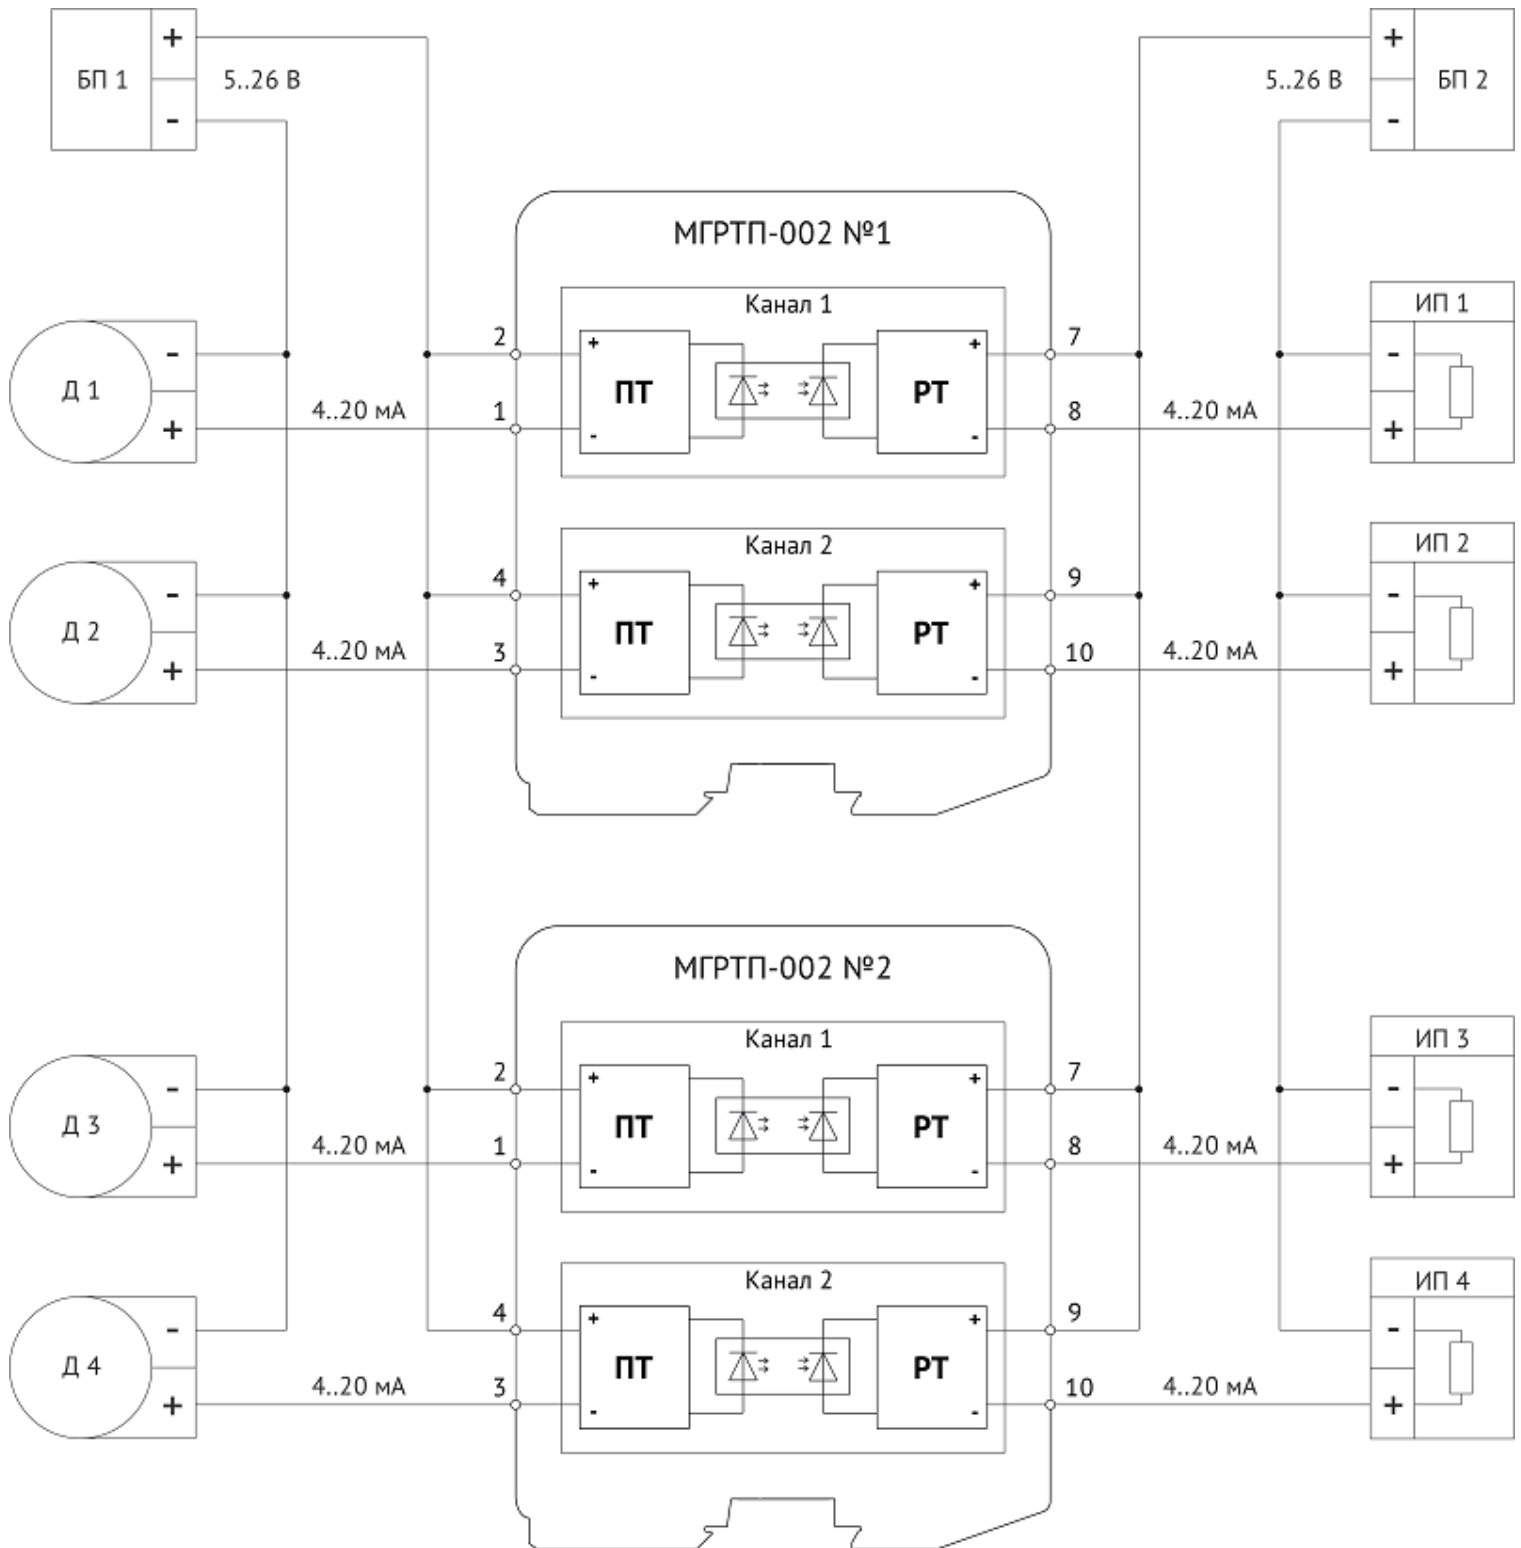 + +
БП 1 5..26 В 5..26 В БП 2
- -
МГРТП-002 №1
Канал 1 ИП 1
- 2 + + 7 -
Д 1 ПТ РТ
+ 4..20 мА 1 - - 8 4..20 мА +
Канал 2 ИП 2
- 4 + + 9 -
Д 2 ПТ РТ
+ 4..20 мА 3 - - 10 4..20 мА +
МГРТП-002 №2
Канал 1 ИП 3
- 2 + + 7 -
Д 3 ПТ РТ
+ 4..20 мА 1 - - 8 4..20 мА +
Канал 2 ИП 4
- 4 + + 9 -
Д 4 ПТ РТ
+ 4..20 мА 3 - - 10 4..20 мА +